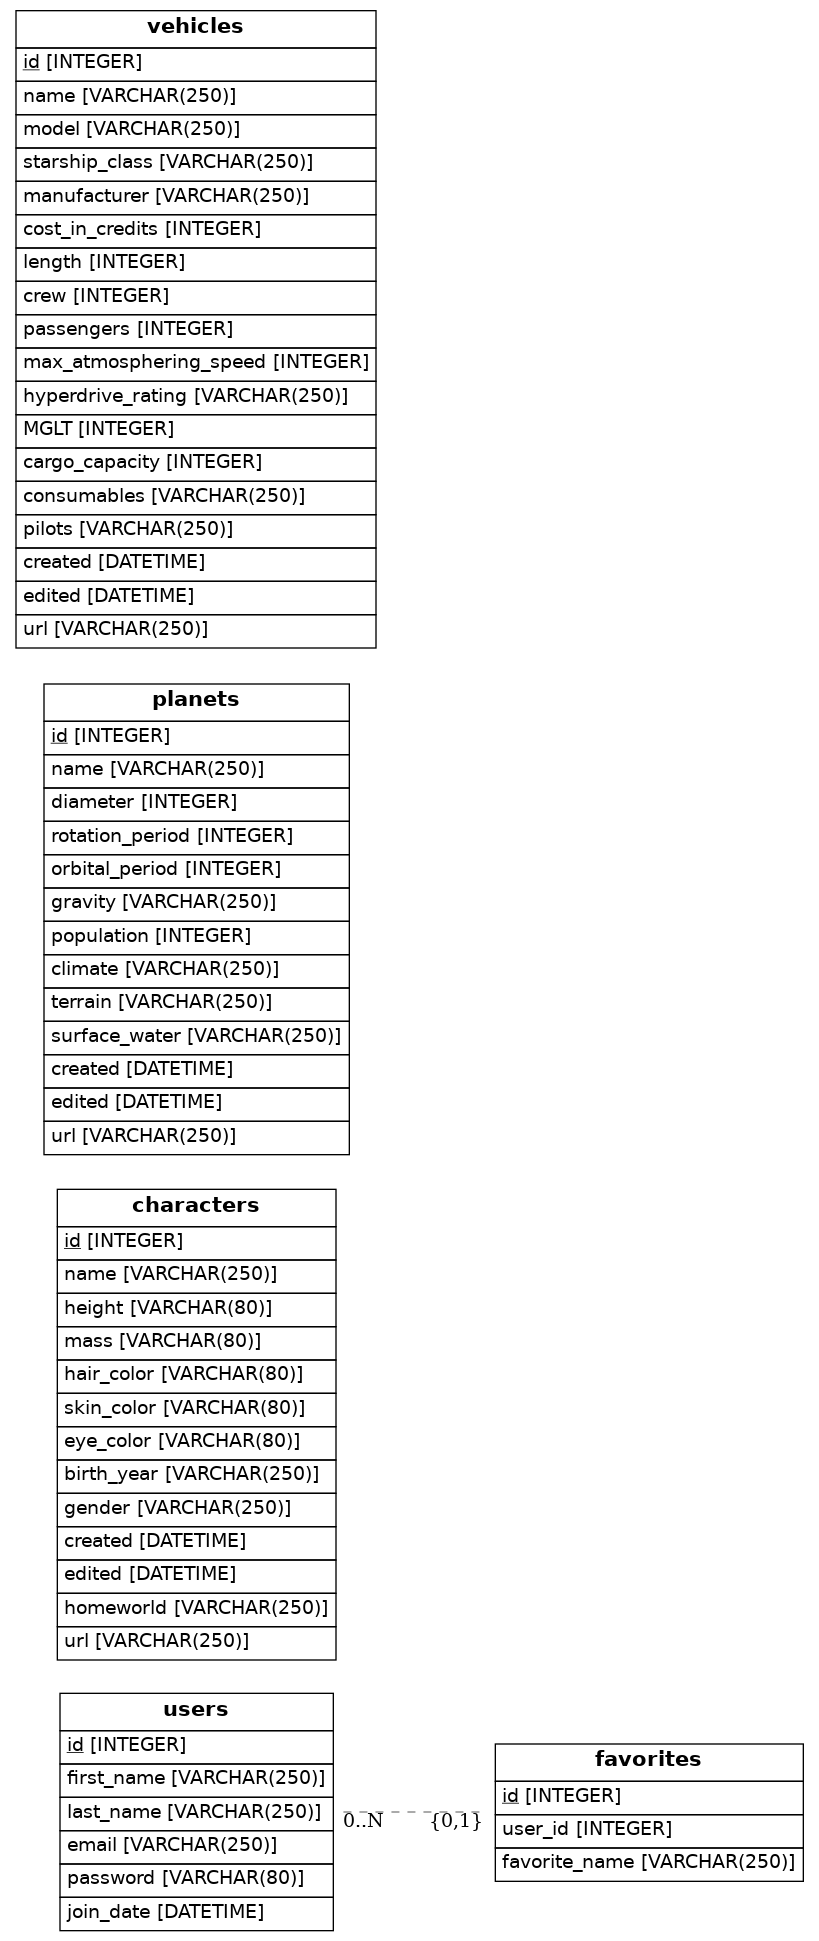 vehicles
id [INTEGER]
name [VARCHAR(250)]
model [VARCHAR(250)]
starship_class [VARCHAR(250)]
manufacturer [VARCHAR(250)]
cost_in_credits [INTEGER]
length [INTEGER]
crew [INTEGER]
passengers [INTEGER]
max_atmosphering_speed [INTEGER]
hyperdrive_rating [VARCHAR(250)]
MGLT [INTEGER]
cargo_capacity [INTEGER]
consumables [VARCHAR(250)]
pilots [VARCHAR(250)]
created [DATETIME]
edited [DATETIME]
url [VARCHAR(250)]
planets
id [INTEGER]
name [VARCHAR(250)]
diameter [INTEGER]
rotation_period [INTEGER]
orbital_period [INTEGER]
gravity [VARCHAR(250)]
population [INTEGER]
climate [VARCHAR(250)]
terrain [VARCHAR(250)]
surface_water [VARCHAR(250)]
created [DATETIME]
edited [DATETIME]
url [VARCHAR(250)]
characters
id [INTEGER]
name [VARCHAR(250)]
height [VARCHAR(80)]
mass [VARCHAR(80)]
hair_color [VARCHAR(80)]
skin_color [VARCHAR(80)]
eye_color [VARCHAR(80)]
birth_year [VARCHAR(250)]
gender [VARCHAR(250)]
created [DATETIME]
edited [DATETIME]
homeworld [VARCHAR(250)]
url [VARCHAR(250)]
users
id [INTEGER]
first_name [VARCHAR(250)]
last_name [VARCHAR(250)]
email [VARCHAR(250)]
password [VARCHAR(80)]
join_date [DATETIME]
0..N
{0,1}
favorites
id [INTEGER]
user_id [INTEGER]
favorite_name [VARCHAR(250)]